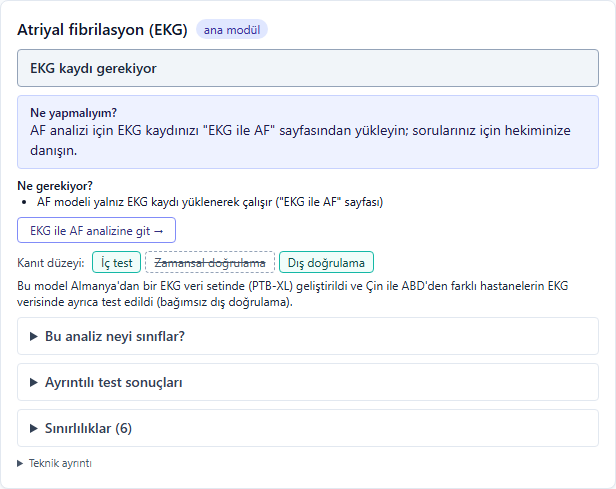 Atriyal fibrilasyon (EKG) ana modül
EKG kaydı gerekiyor
Ne yapmalıyım?
AF analizi için EKG kaydınızı "EKG ile AF" sayfasından yükleyin; sorularınız için hekiminize
danışın.
Ne gerekiyor?
• AF modeli yalnız EKG kaydı yüklenerek çalışır ("EKG ile AF" sayfası)
EKG ile AF analizine git →
Kanıt düzeyi: İç test Zamansal doğrulama Dış doğrulama
Bu model Almanya'dan bir EKG veri setinde (PTB-XL) geliştirildi ve Çin ile ABD'den farklı hastanelerin EKG
verisinde ayrıca test edildi (bağımsız dış doğrulama).
▶ Bu analiz neyi sınıflar?
▶ Ayrıntılı test sonuçları
▶ Sınırlılıklar (6)
▶ Teknik ayrıntı